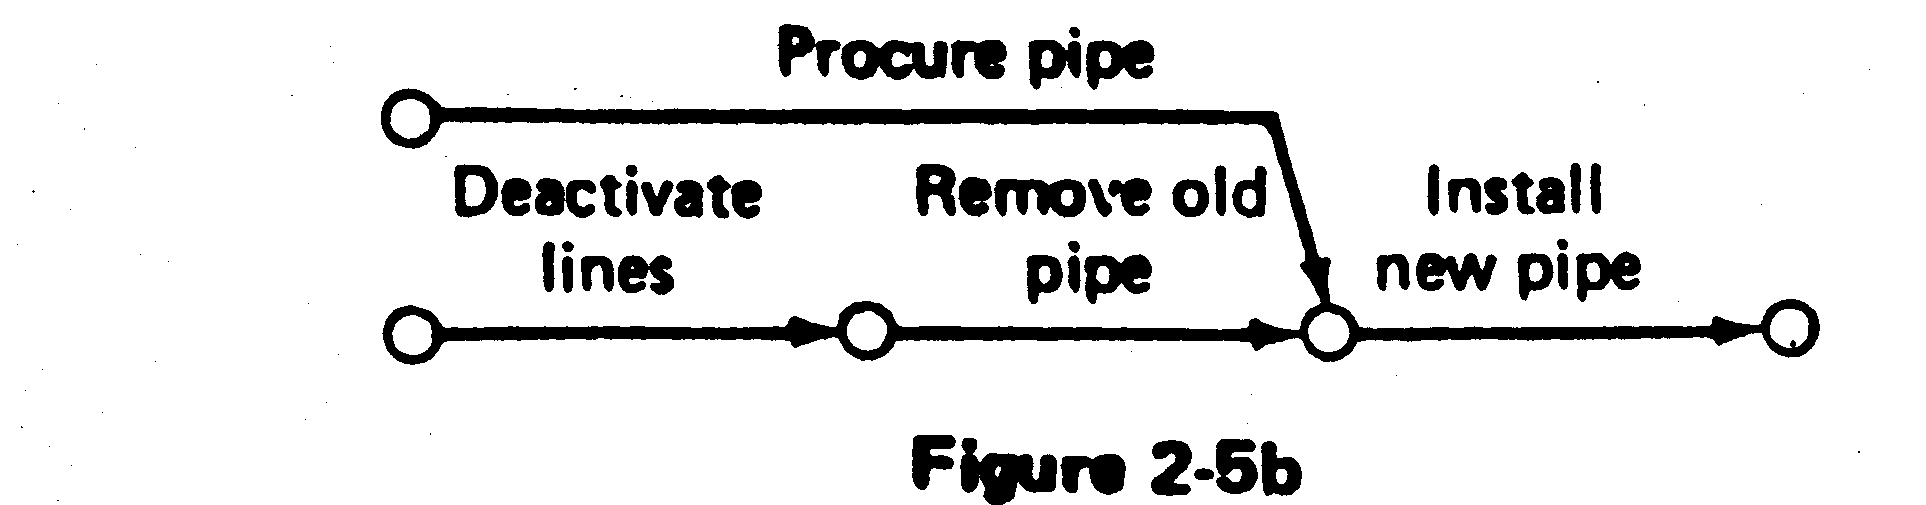 Procure pipe
Deactivate
lines
Remove old
pipe
Install
new pipe
Figure 2-5b